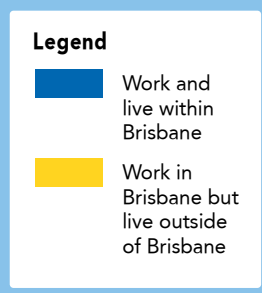 Legend
Work and
live within
Brisbane
Work in
Brisbane but
live outside
of Brisbane